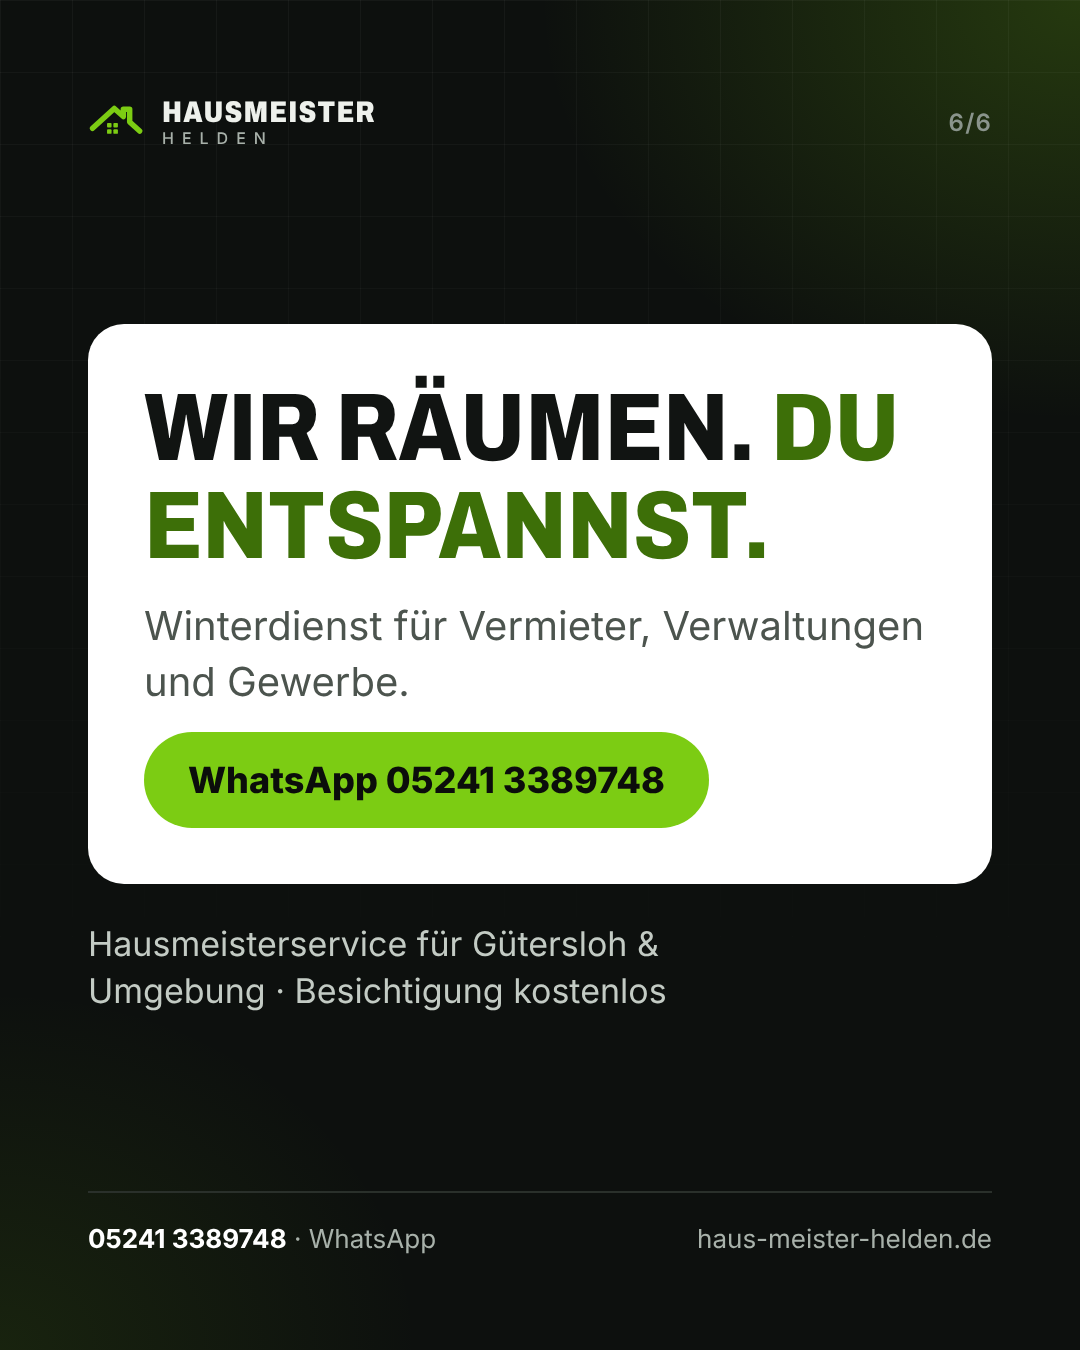 HAUSMEISTER
HELDEN
6/6
WIR RÄUMEN. DU
ENTSPANNST.
Winterdienst für Vermieter, Verwaltungen
und Gewerbe.
WhatsApp 05241 3389748
Hausmeisterservice für Gütersloh &
Umgebung · Besichtigung kostenlos
05241 3389748 · WhatsApp
haus-meister-helden.de